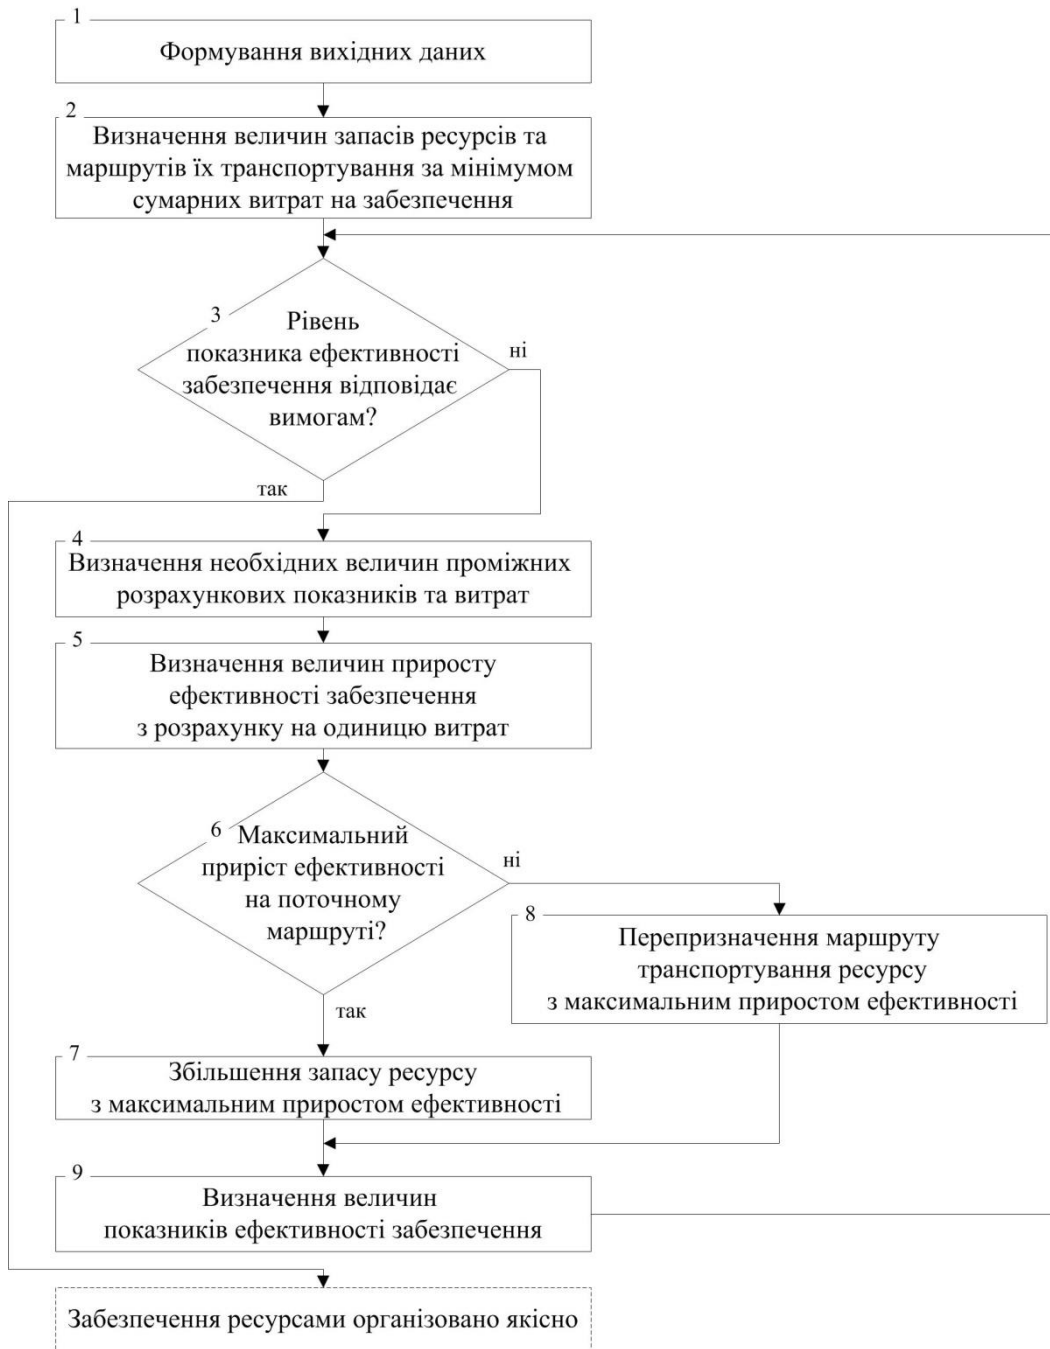 1
Формування вихідних даних
2
Визначення величин запасів ресурсів та
маршрутів їх транспортування за мінімумом
сумарних витрат на забезпечення
3
Рівень
показника ефективності
забезпечення відповідає
вимогам?
ні
так
4
Визначення необхідних величин проміжних
розрахункових показників та витрат
5
Визначення величин приросту
ефективності забезпечення
з розрахунку на одиницю витрат
6
Максимальний
приріст ефективності
на поточному
маршруті?
ні
так
8
Перепризначення маршруту
транспортування ресурсу
з максимальним приростом ефективності
7
Збільшення запасу ресурсу
з максимальним приростом ефективності
9
Визначення величин
показників ефективності забезпечення
Забезпечення ресурсами організовано якісно